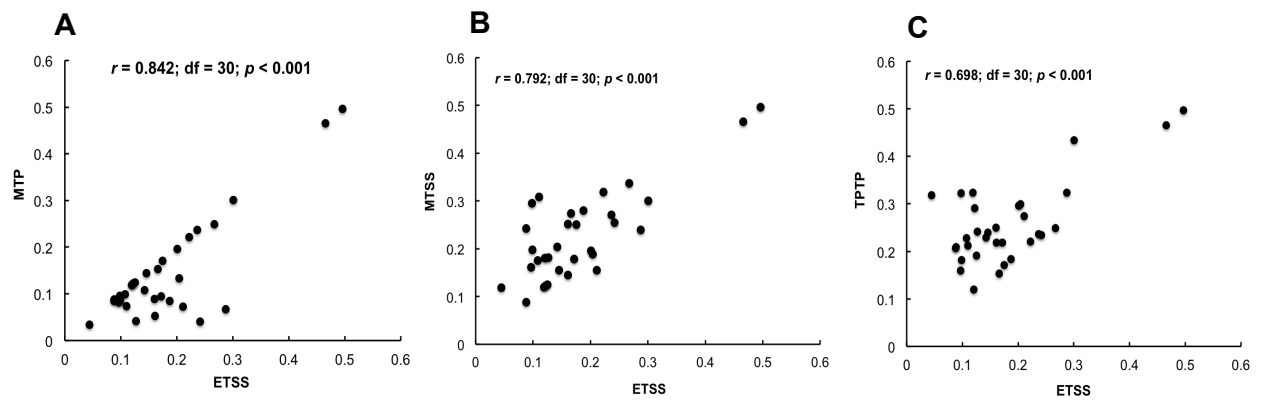 A
r = 0.842; df = 30; p < 0.001
0.6
0.5
0.4
0.3
0.2
0.1
0
MTP
0 0.1 0.2 0.3 0.4 0.5 0.6
ETSS
B
r = 0.792; df = 30; p < 0.001
0.6
0.5
0.4
0.3
0.2
0.1
0
MTSS
0 0.1 0.2 0.3 0.4 0.5 0.6
ETSS
C
r = 0.698; df = 30; p < 0.001
0.6
0.5
0.4
0.3
0.2
0.1
0
TPTP
0 0.1 0.2 0.3 0.4 0.5 0.6
ETSS